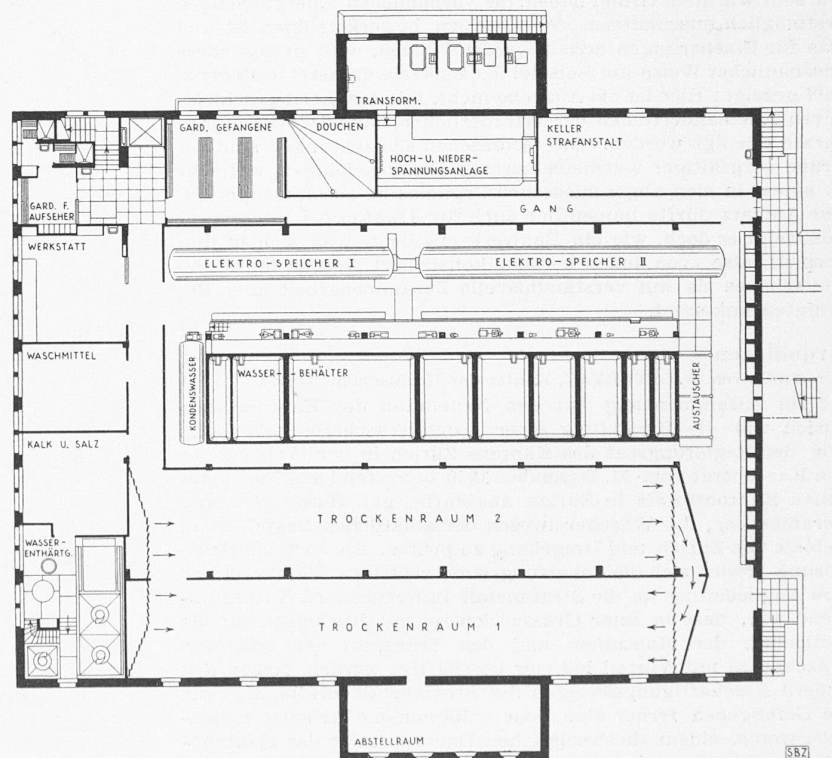 TRANSFORM.
GARD. GEFANGENE
DOUCHEN
HOCH- U. NIEDER-
SPANNUNGSANLAGE
KELLER
STRAFANSTALT
GARD. F.
AUFSEHER
GANG
WERKSTATT
ELEKTRO-SPEICHER 1
ELEKTRO-SPEICHER
WASCHMITTEL
KONDENSWASSER
WASSER-BEHÄLTER
AUSTAUSCHER
KALK U. SALZ
TROCKENRAUM 2
WASSER-
ENTHÄRTG.
TROCKENRAUM 1
ABSTELLRAUM
SBZ